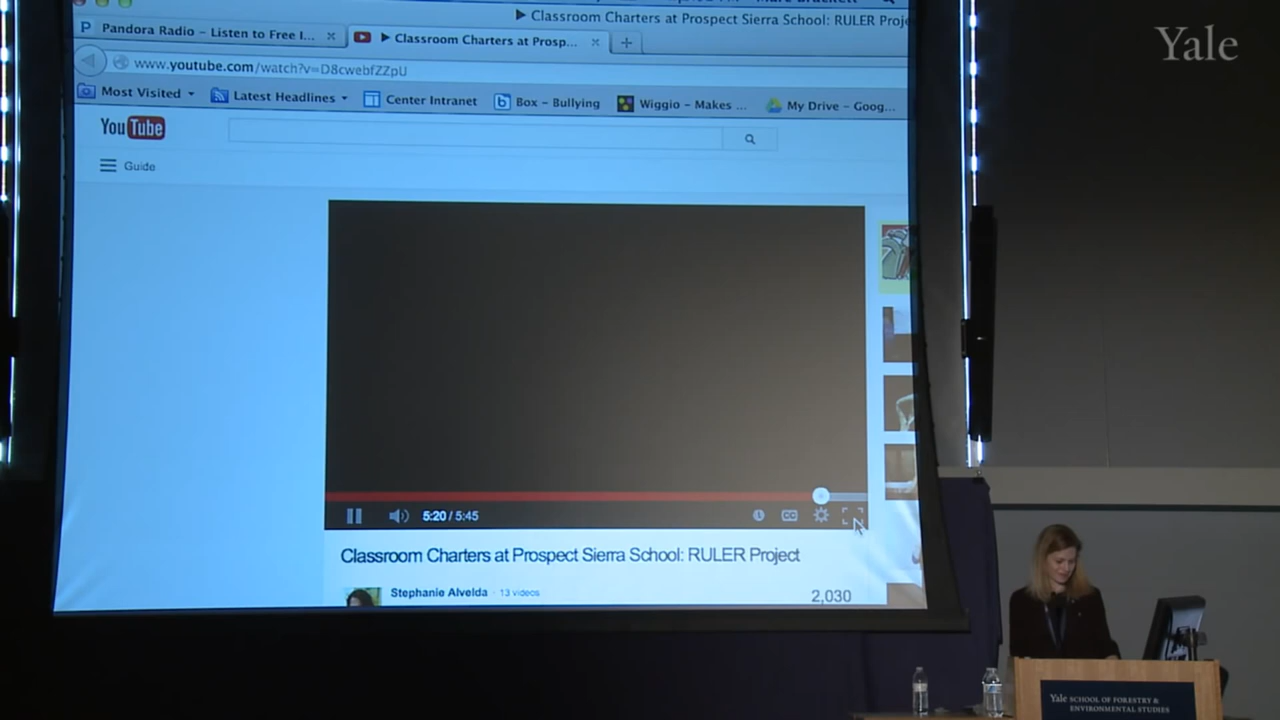 ▶ Classroom Charters at Prospect Sierra School: RULER Proje
Yale
P Pandora Radio – Listen to Free I... × ▶ Classroom Charters at Prosp... × +
www.youtube.com/watch?v=D8cwebfZZpU
Most Visited Latest Headlines Center Intranet Box – Bullying Wiggio – Makes ... My Drive – Goog...
YouTube
Guide
5:20 / 5:45 CC
Classroom Charters at Prospect Sierra School: RULER Project
Stephanie Alvelda · 13 videos
2,030
Yale SCHOOL OF FORESTRY &
ENVIRONMENTAL STUDIES